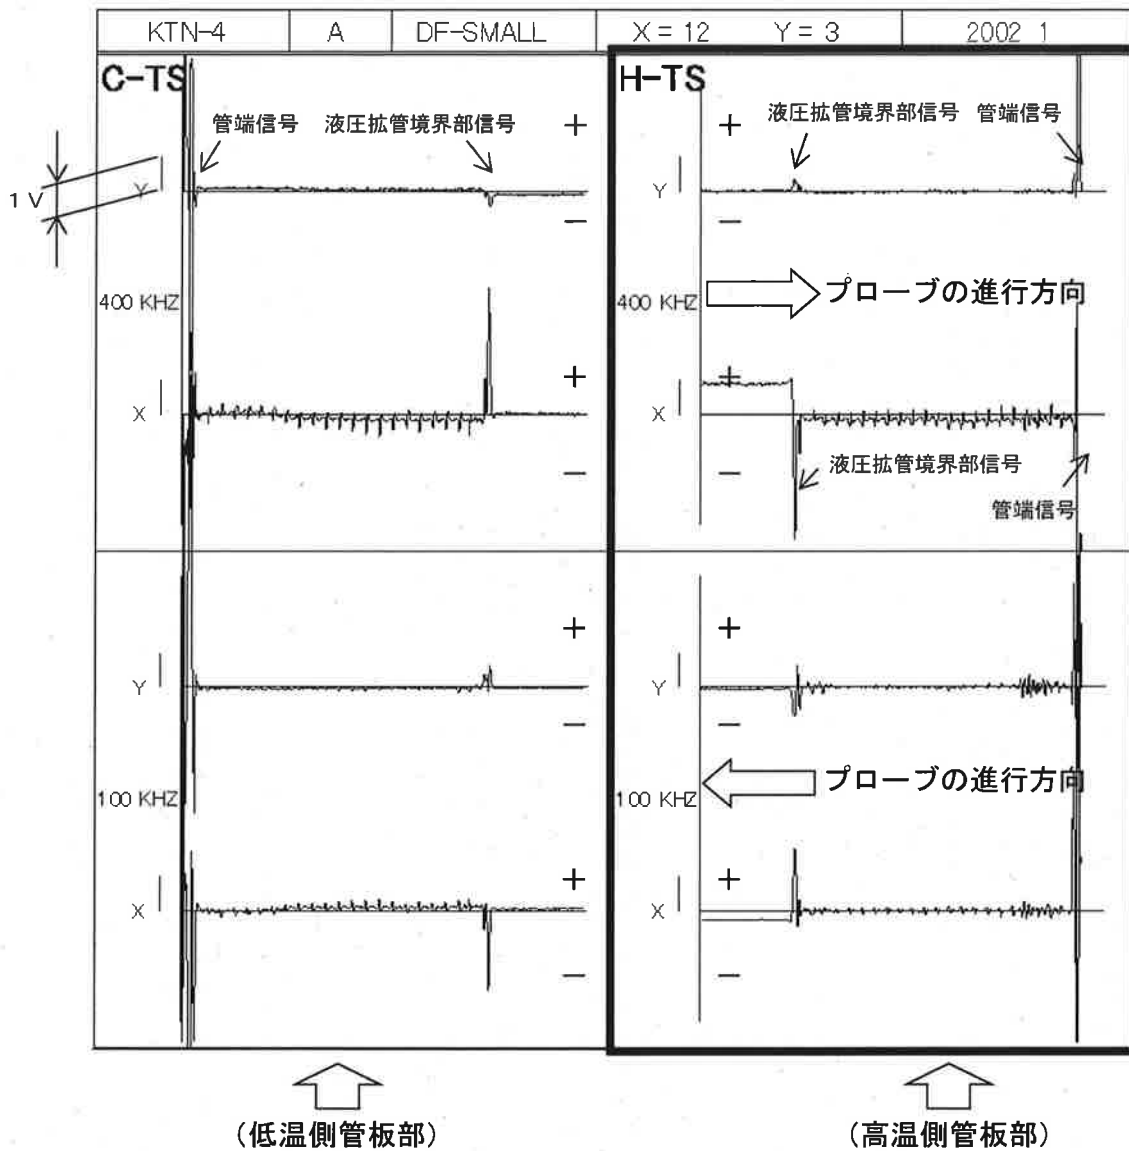 KTN-4 A DF-SMALL X = 12 Y = 3 2002 1
C-TS
管端信号 液圧拡管境界部信号
+
1 V
Y
−
400 KHZ
+
X
−
+
Y
−
100 KHZ
+
X
−
(低温側管板部)
H-TS
液圧拡管境界部信号 管端信号
+
Y
−
400 KHZ プローブの進行方向
+
X
−
液圧拡管境界部信号
管端信号
+
Y
−
100 KHZ プローブの進行方向
+
X
−
(高温側管板部)